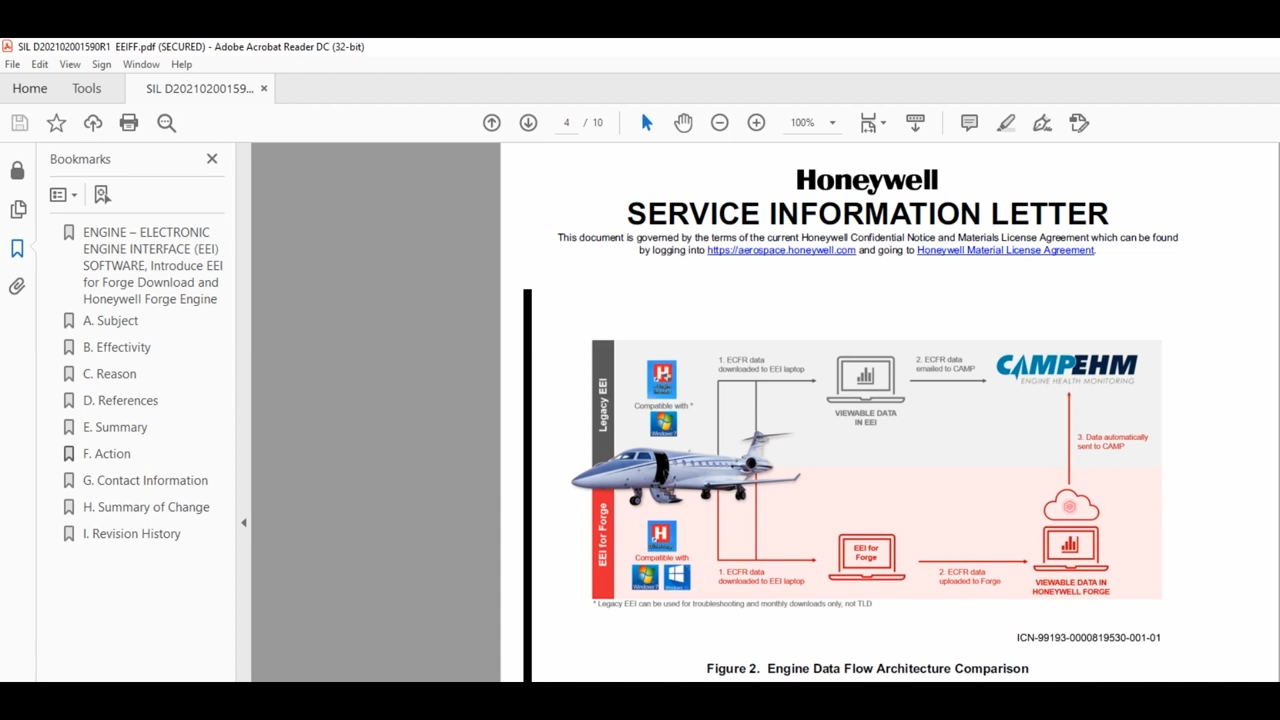 SIL D202102001590R1 EEIFF.pdf (SECURED) - Adobe Acrobat Reader DC (32-bit)
File Edit View Sign Window Help
Home Tools SIL D20210200159... ×
4 / 10 100%
Bookmarks
ENGINE – ELECTRONIC
ENGINE INTERFACE (EEI)
SOFTWARE, Introduce EEI
for Forge Download and
Honeywell Forge Engine
A. Subject
B. Effectivity
C. Reason
D. References
E. Summary
F. Action
G. Contact Information
H. Summary of Change
I. Revision History
Honeywell
SERVICE INFORMATION LETTER
This document is governed by the terms of the current Honeywell Confidential Notice and Materials License Agreement which can be found
by logging into https://aerospace.honeywell.com and going to Honeywell Material License Agreement.
Legacy EEI
Compatible with *
Windows 7
1. ECFR data
downloaded to EEI laptop
VIEWABLE DATA
IN EEI
2. ECFR data
emailed to CAMP
CAMPEHM
ENGINE HEALTH MONITORING
3. Data automatically
sent to CAMP
EEI for Forge
Compatible with
1. ECFR data
downloaded to EEI laptop
EEI for
Forge
2. ECFR data
uploaded to Forge
VIEWABLE DATA IN
HONEYWELL FORGE
* Legacy EEI can be used for troubleshooting and monthly downloads only, not TLD
ICN-99193-0000819530-001-01
Figure 2. Engine Data Flow Architecture Comparison